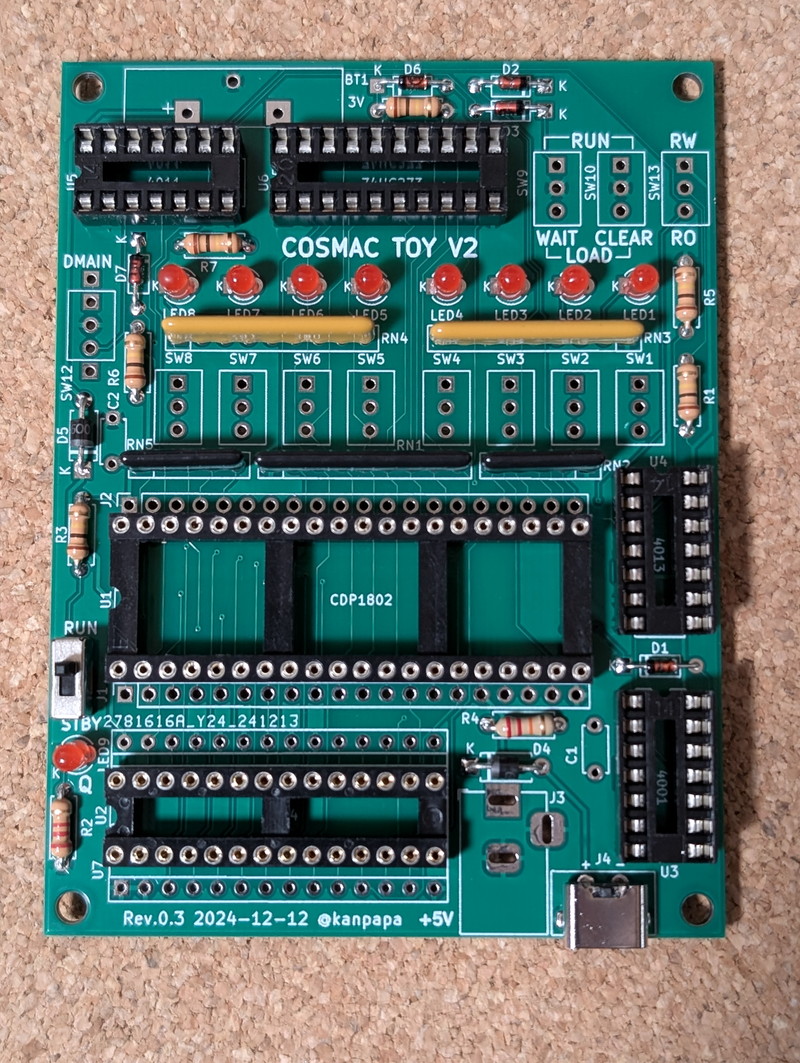 K D6 D2
BT1 K
3V K
+ D3
RUN RW
U5 4011 U6 74HC273 SW9 SW10 SW13
WAIT CLEAR RO
LOAD
K R7 COSMAC TOY V2
DMAIN D7
K K K K K K K K R5
LED8 LED7 LED6 LED5 LED4 LED3 LED2 LED1
RN4 RN3
SW8 SW7 SW6 SW5 SW4 SW3 SW2 SW1
SW12 R6 R1
C2
D5
RN5 RN1 RN2
K U4
J2
R3 14
4013
U1 CDP1802
RUN
D1
J1
STBY 2781616A_Y24_241213 R4
14
LED9 K D4 C1
K
Q 4001
R2 U2 J3
U7 J4
+ -
U3
Rev.0.3 2024-12-12 @kanpapa +5V